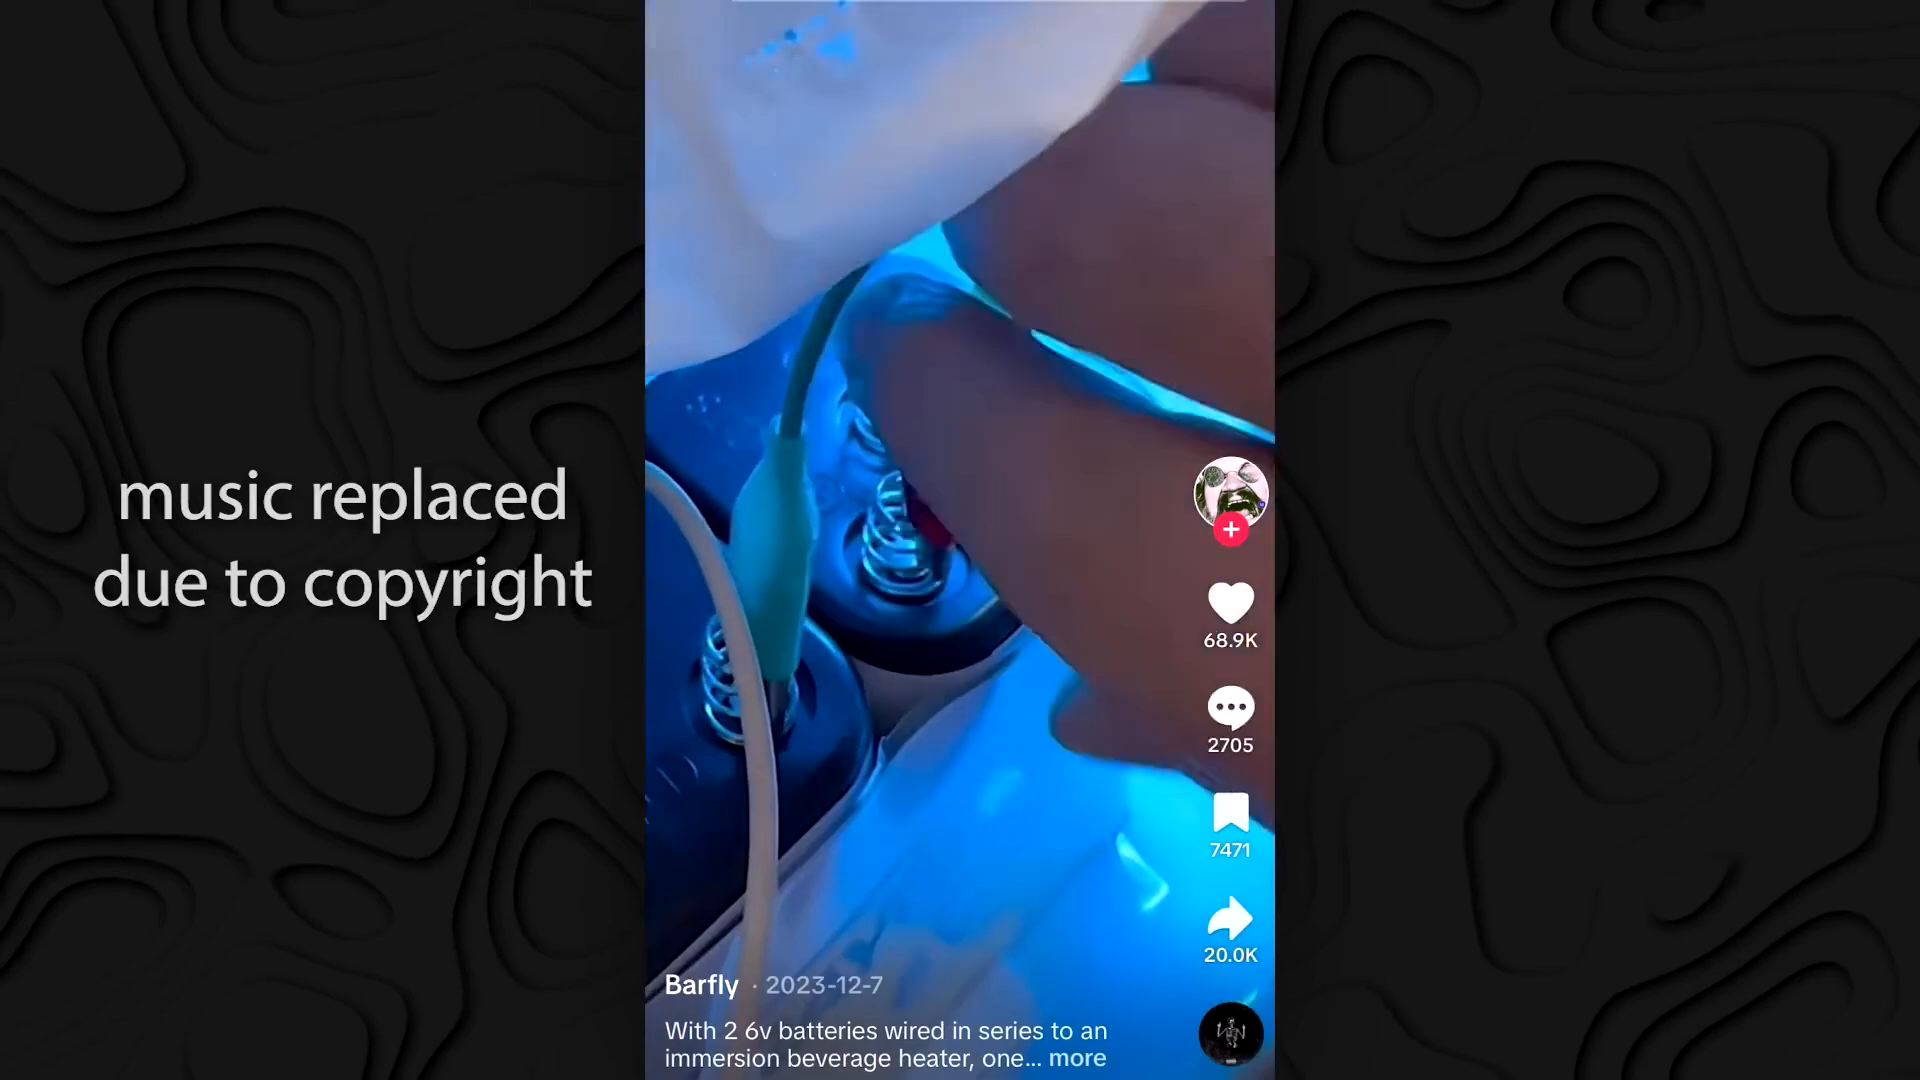 music replaced
due to copyright
68.9K
2705
7471
20.0K
Barfly · 2023-12-7
With 2 6v batteries wired in series to an
immersion beverage heater, one... more